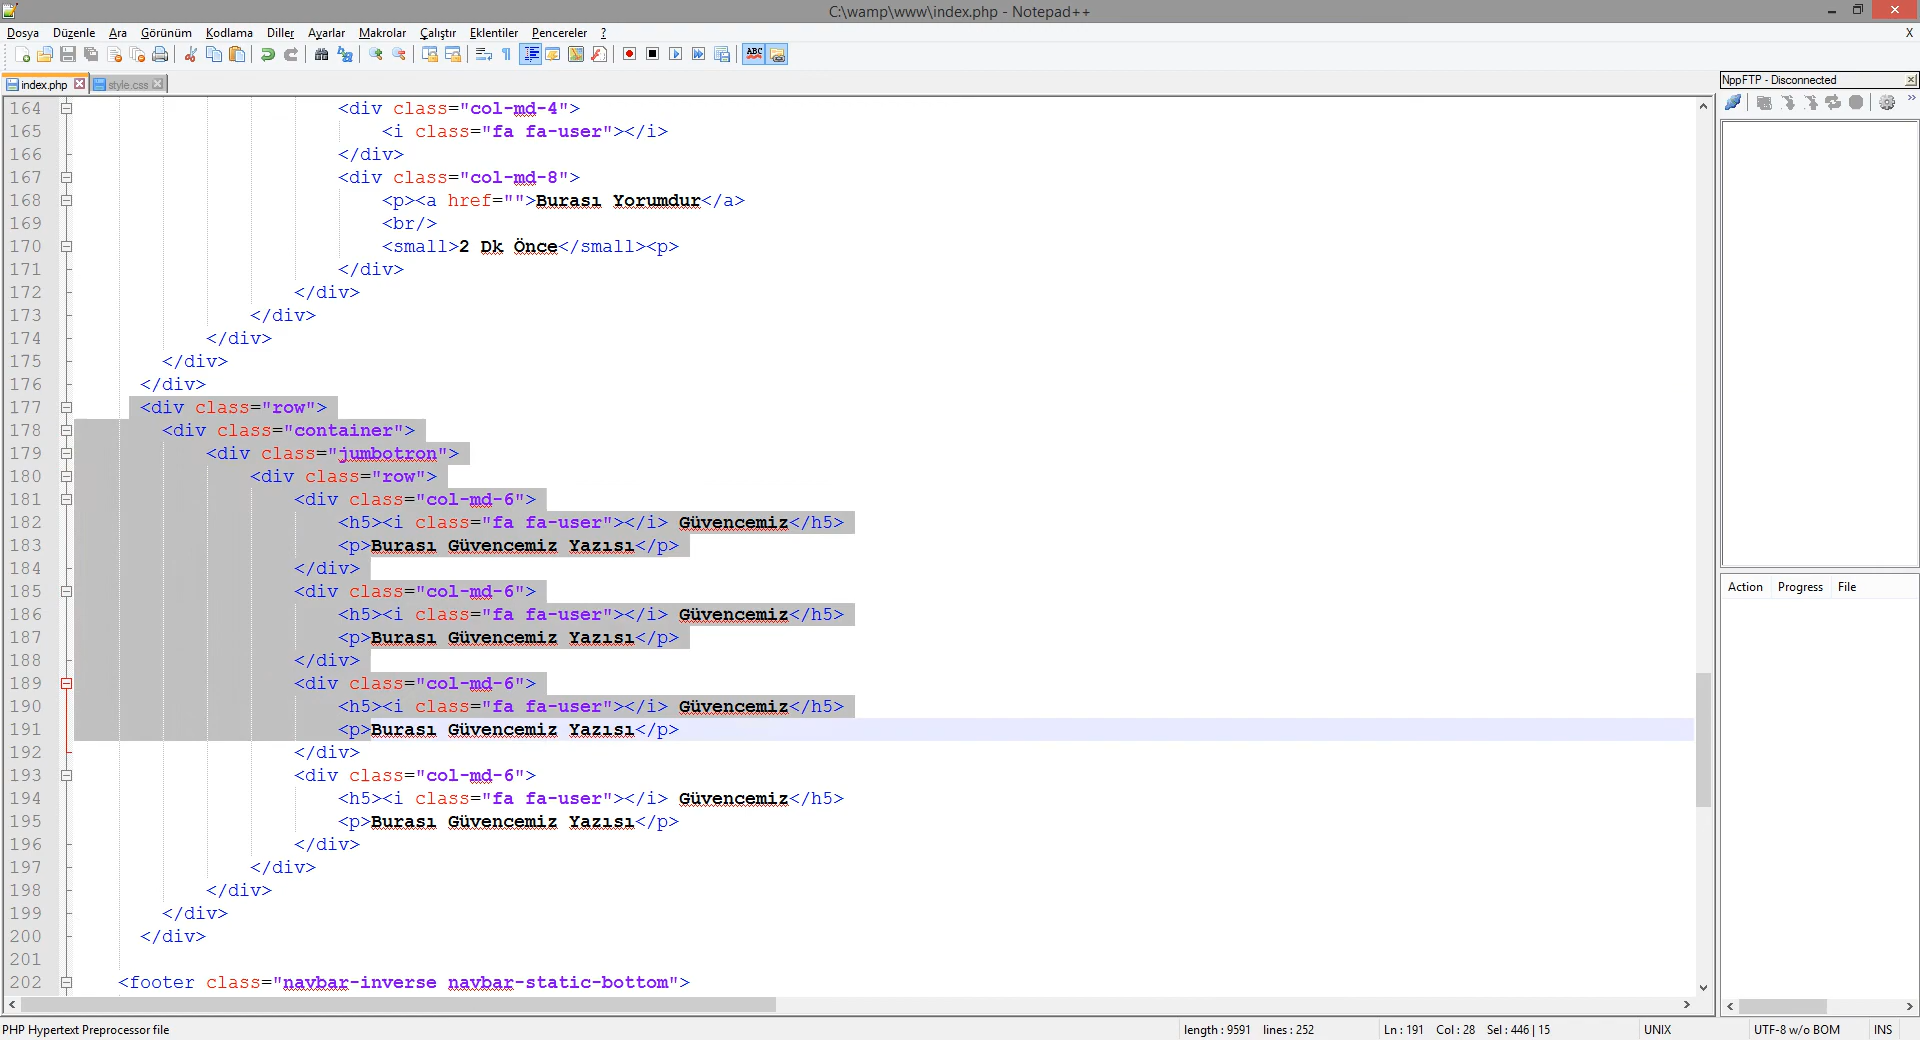 C:\wamp\www\index.php - Notepad++
Dosya Düzenle Ara Görünüm Kodlama Diller Ayarlar Makrolar Çalıştır Eklentiler Pencereler ? X
index.php style.css
164 <div class="col-md-4">
165 <i class="fa fa-user"></i>
166 </div>
167 <div class="col-md-8">
168 <p><a href="">Burası Yorumdur</a>
169 <br/>
170 <small>2 Dk Önce</small><p>
171 </div>
172 </div>
173 </div>
174 </div>
175 </div>
176 </div>
177 <div class="row">
178 <div class="container">
179 <div class="jumbotron">
180 <div class="row">
181 <div class="col-md-6">
182 <h5><i class="fa fa-user"></i> Güvencemiz</h5>
183 <p>Burası Güvencemiz Yazısı</p>
184 </div>
185 <div class="col-md-6">
186 <h5><i class="fa fa-user"></i> Güvencemiz</h5>
187 <p>Burası Güvencemiz Yazısı</p>
188 </div>
189 <div class="col-md-6">
190 <h5><i class="fa fa-user"></i> Güvencemiz</h5>
191 <p>Burası Güvencemiz Yazısı</p>
192 </div>
193 <div class="col-md-6">
194 <h5><i class="fa fa-user"></i> Güvencemiz</h5>
195 <p>Burası Güvencemiz Yazısı</p>
196 </div>
197 </div>
198 </div>
199 </div>
200 </div>
201
202 <footer class="navbar-inverse navbar-static-bottom">
NppFTP - Disconnected
Action Progress File
PHP Hypertext Preprocessor file length : 9591 lines : 252 Ln : 191 Col : 28 Sel : 446 | 15 UNIX UTF-8 w/o BOM INS